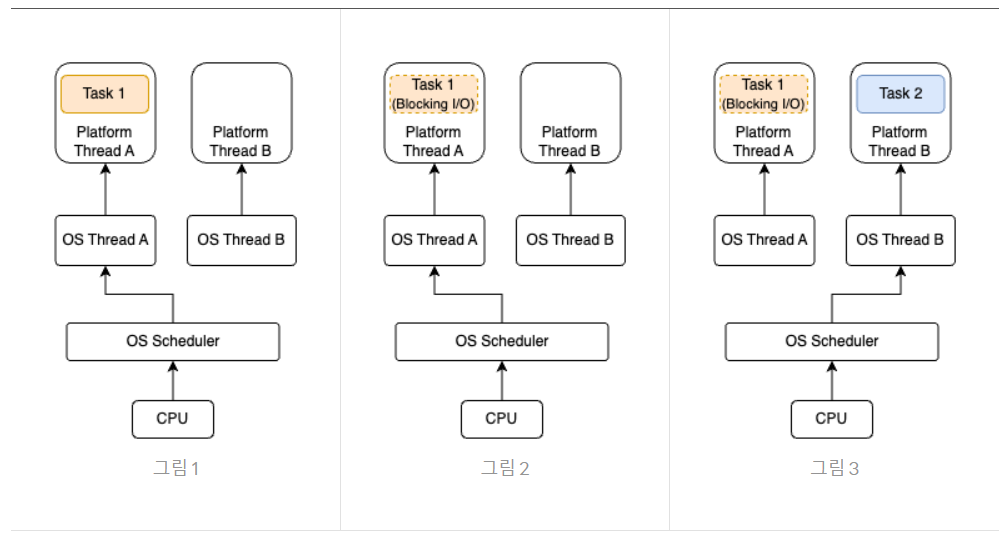 Task 1
Platform
Thread A
Platform
Thread B
OS Thread A
OS Thread B
OS Scheduler
CPU
그림 1
Task 1
(Blocking I/O)
Platform
Thread A
Platform
Thread B
OS Thread A
OS Thread B
OS Scheduler
CPU
그림 2
Task 1
(Blocking I/O)
Platform
Thread A
Task 2
Platform
Thread B
OS Thread A
OS Thread B
OS Scheduler
CPU
그림 3